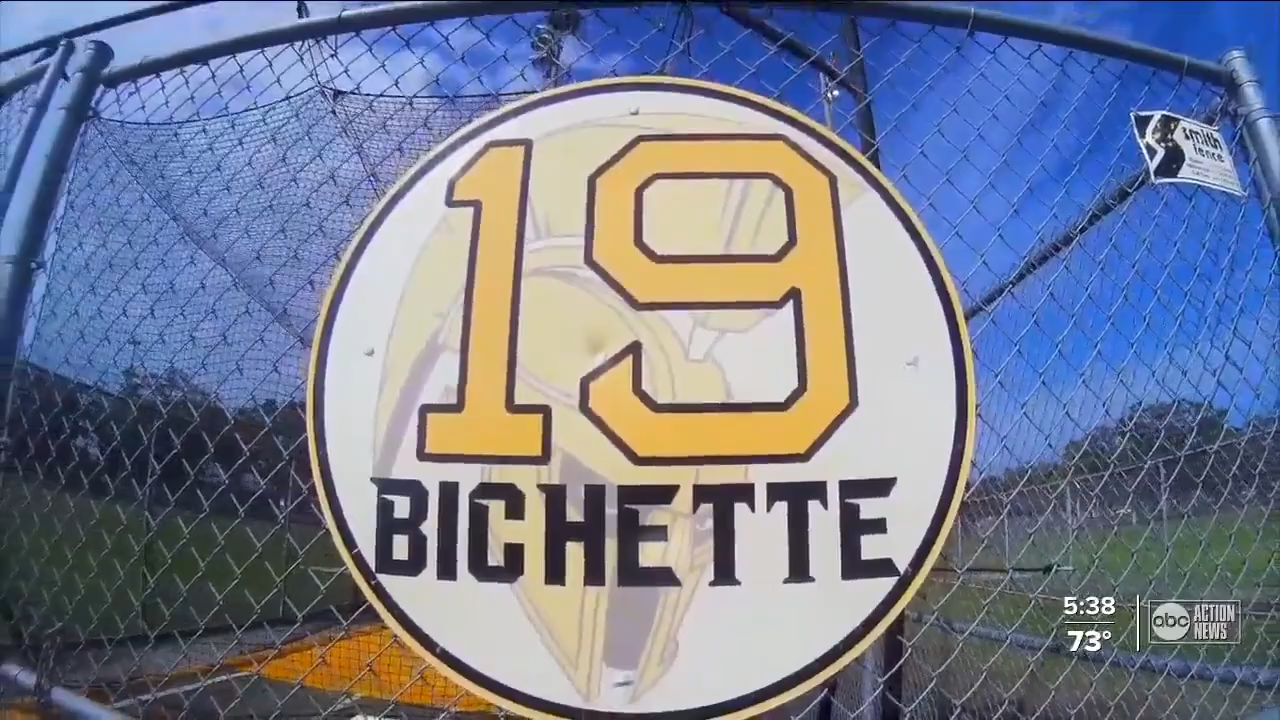 19
BICHETTE
smith
fence
5:38
73°
abc
ACTION
NEWS